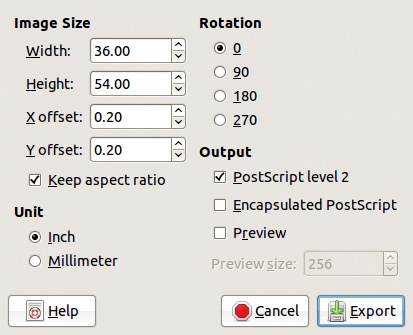 Image Size
Width: 36.00
Height: 54.00
X offset: 0.20
Y offset: 0.20
Keep aspect ratio
Unit
Inch
Millimeter
Rotation
0
90
180
270
Output
PostScript level 2
Encapsulated PostScript
Preview
Preview size: 256
Help
Cancel
Export